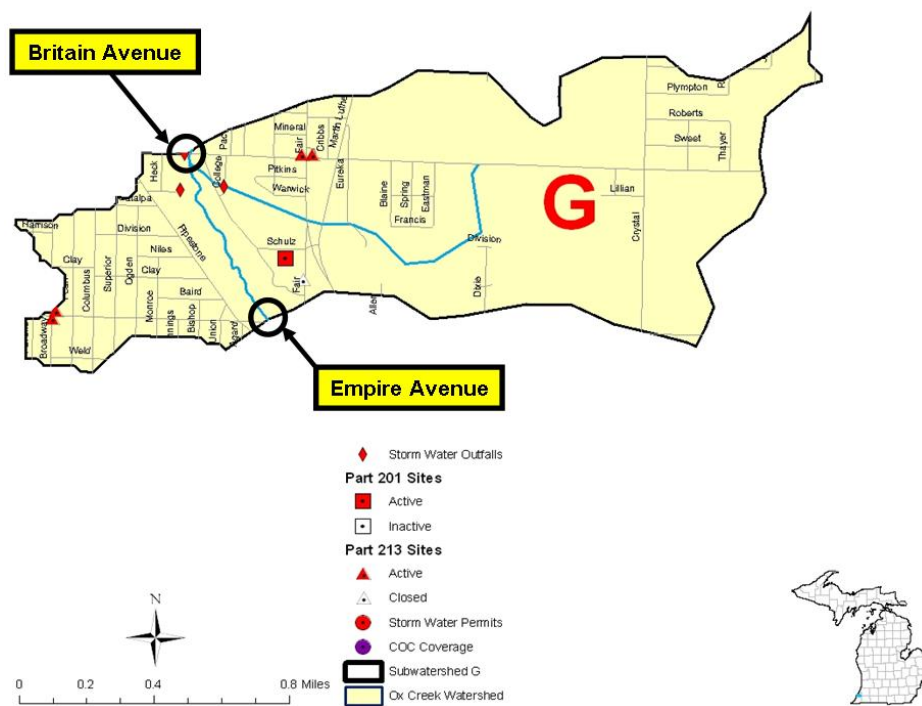 Britain Avenue
Plympton
Roberts
Sweet
Thayer
Mineral
Fair
Cribbs
Martin Luthe
Heck
College
Pitkins
Warwick
Eureka
Blaine
Spring
Eastman
Francis
Lillian
G
Crystal
Harrison
Division
Pipestone
Schulz
Division
Clay
Niles
Columbus
Superior
Ogden
Clay
Fair
Allen
Dixie
Monroe
Baird
Bishop
Union
Broadway
Weld
Empire Avenue
Storm Water Outfalls
Part 201 Sites
Active
Inactive
Part 213 Sites
Active
Closed
Storm Water Permits
COC Coverage
Subwatershed G
Ox Creek Watershed
N
0 0.2 0.4 0.8 Miles